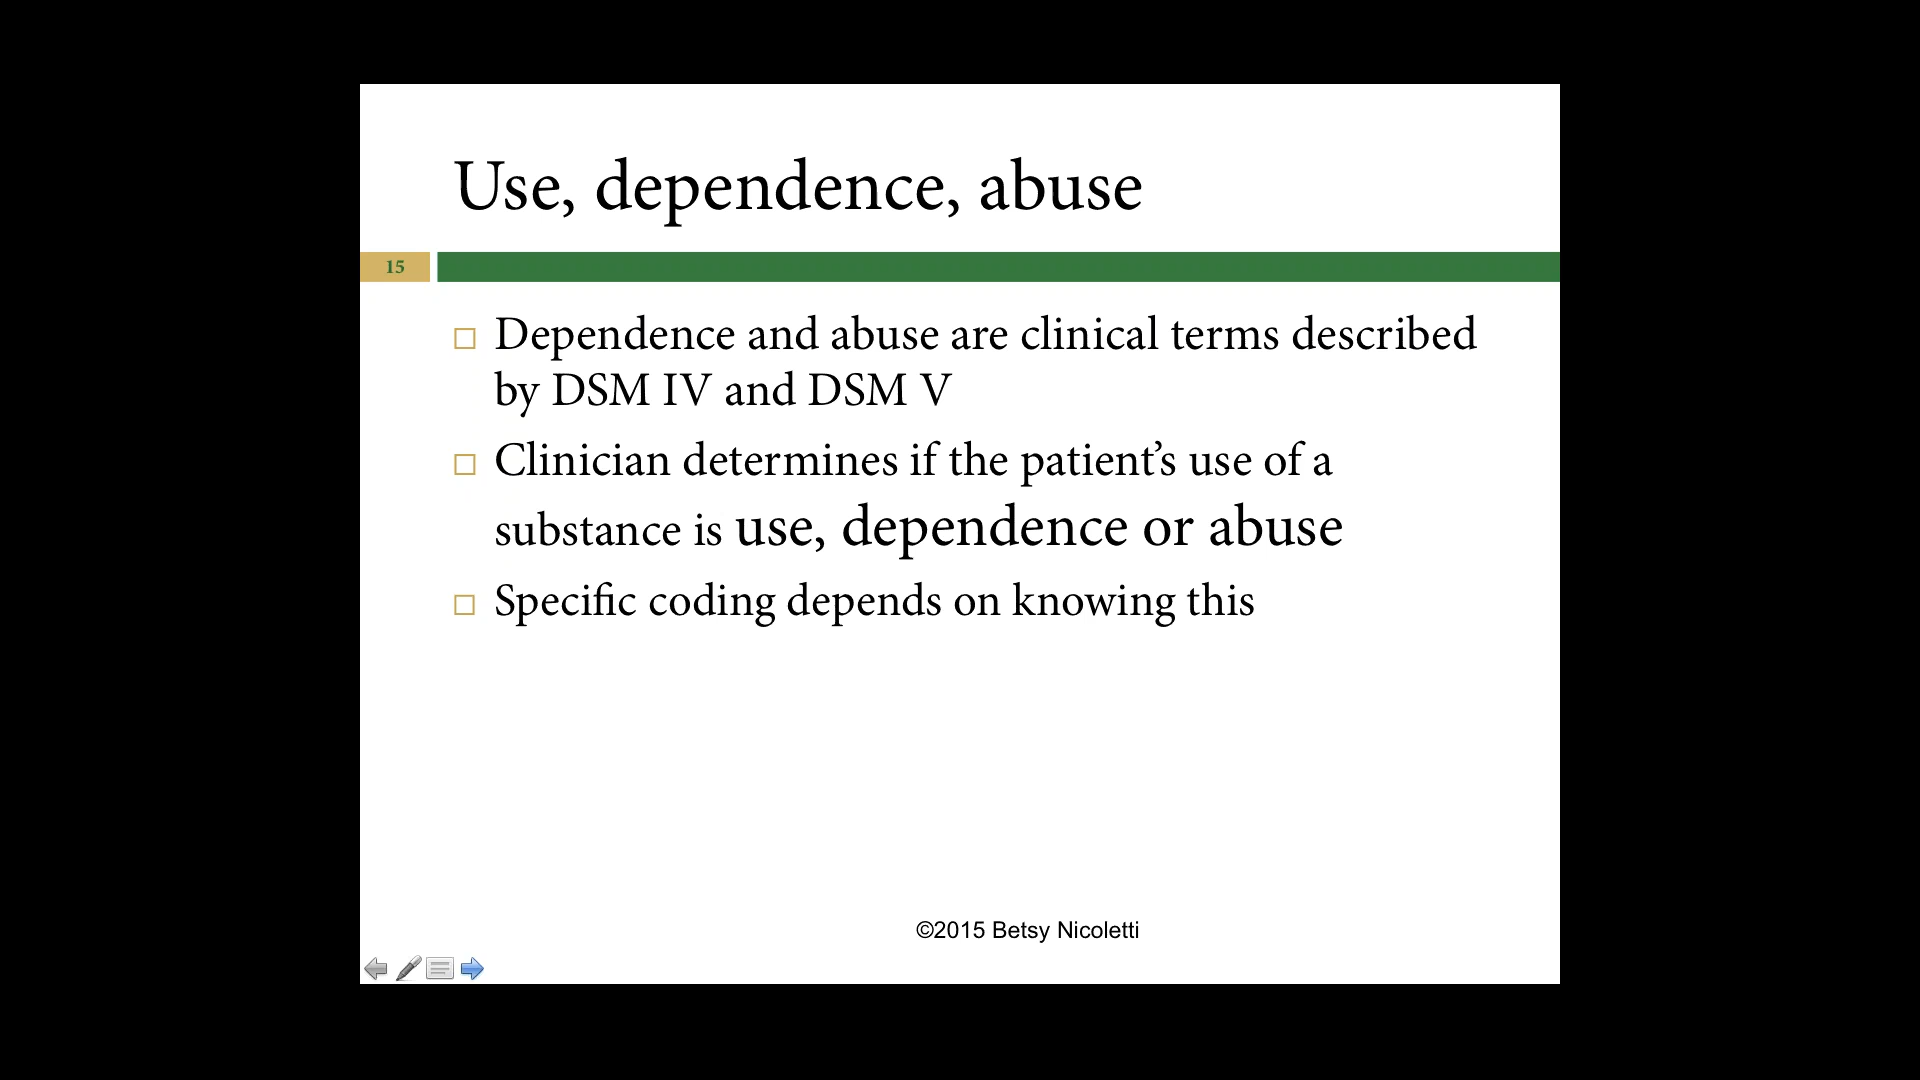 Use, dependence, abuse
15
Dependence and abuse are clinical terms described
by DSM IV and DSM V
Clinician determines if the patient’s use of a
substance is use, dependence or abuse
Specific coding depends on knowing this
©2015 Betsy Nicoletti